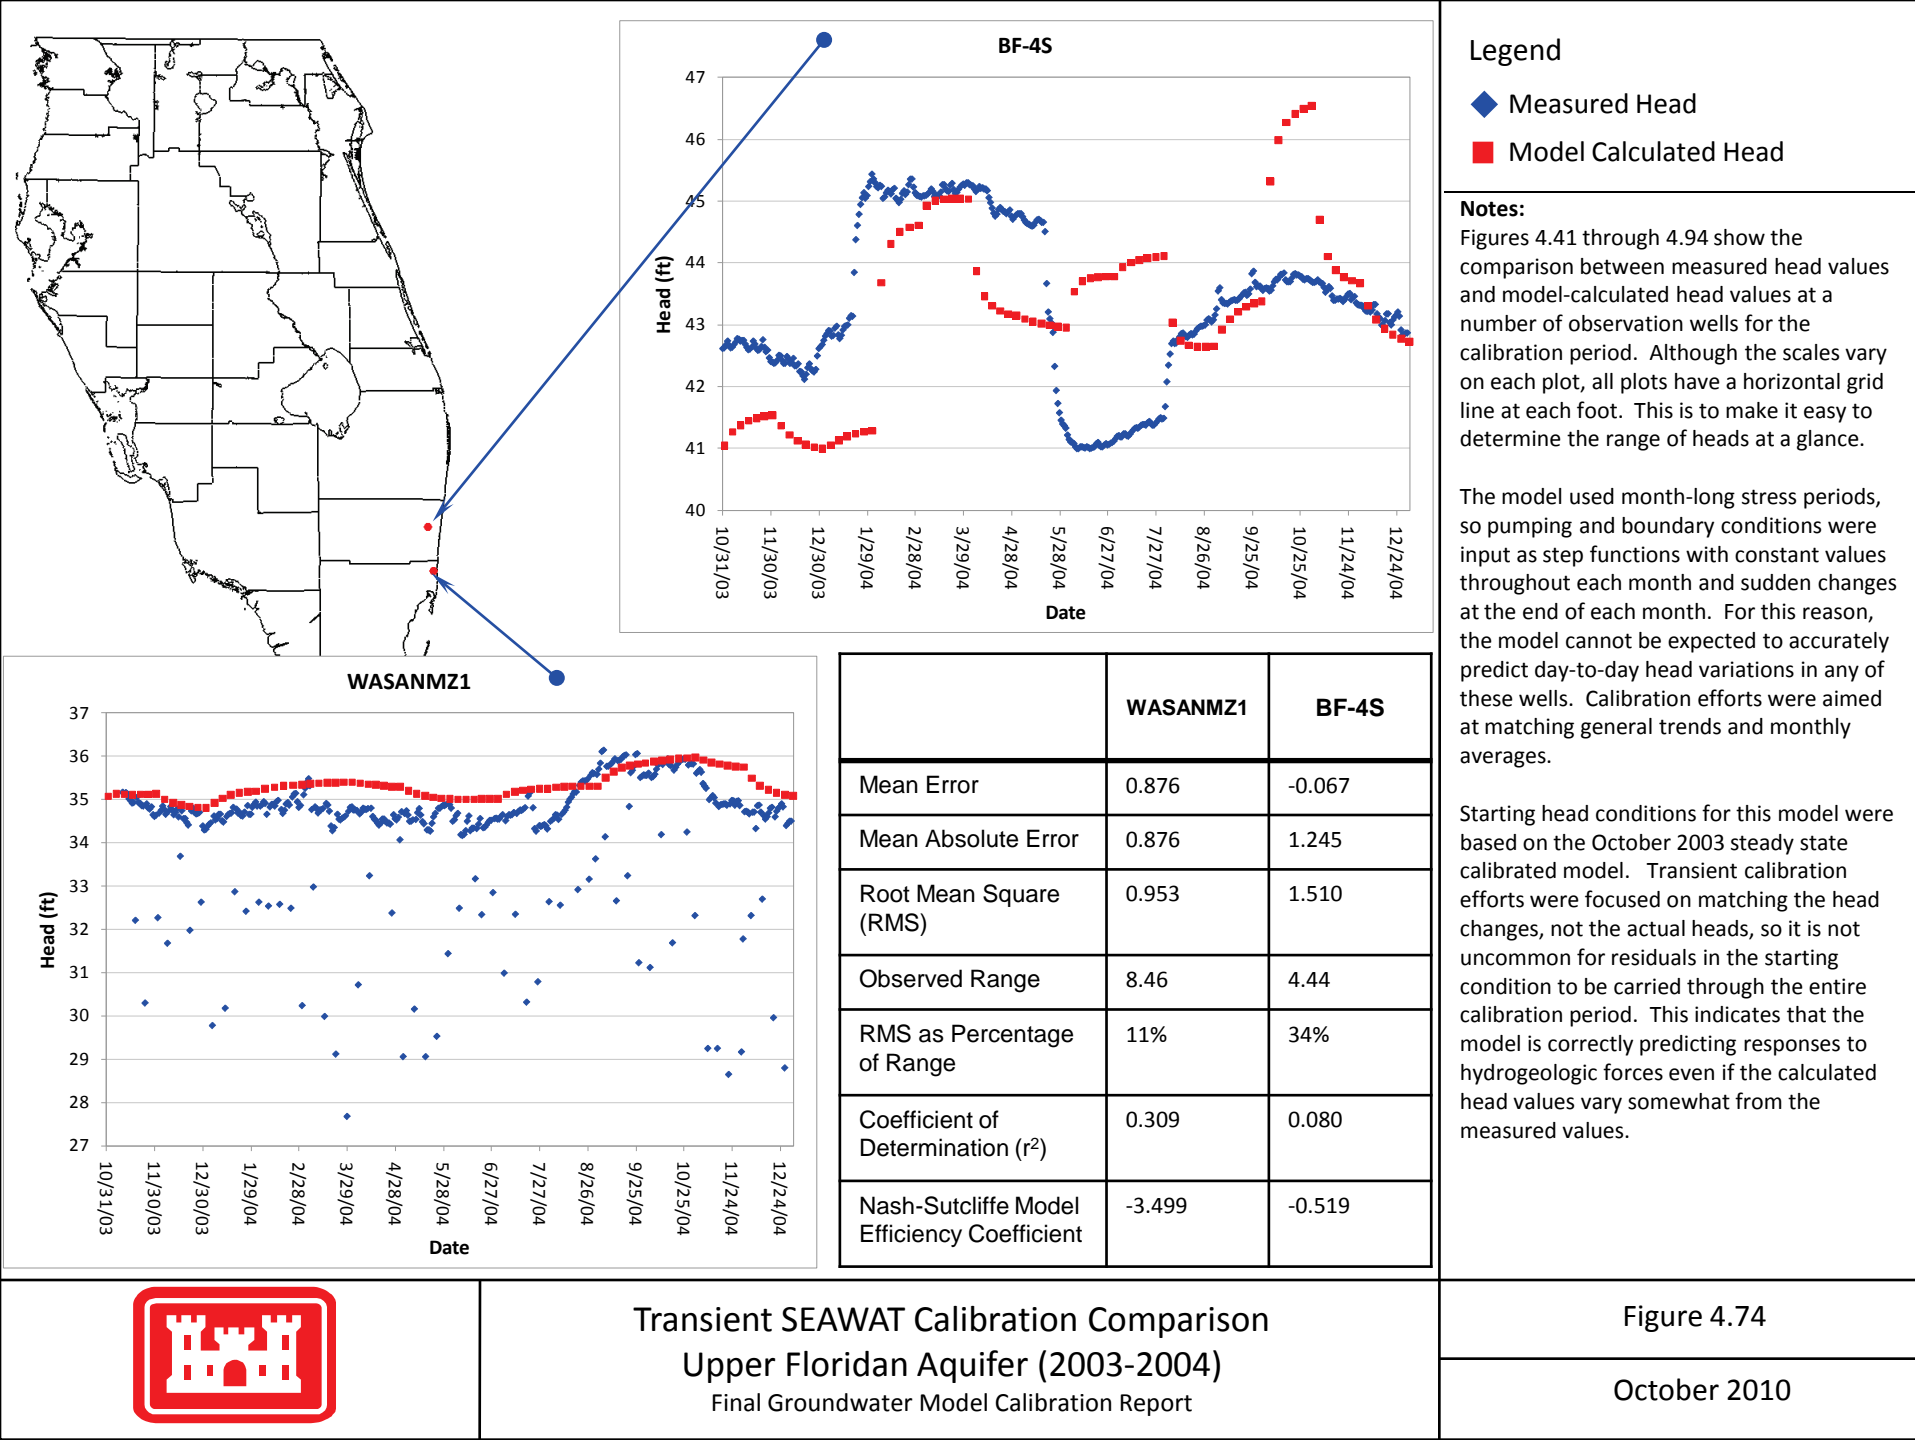 BF-4S
47
46
45
44
43
42
41
40
Head (ft)
10/31/03
11/30/03
12/30/03
1/29/04
2/28/04
3/29/04
4/28/04
5/28/04
6/27/04
7/27/04
8/26/04
9/25/04
10/25/04
11/24/04
12/24/04
Date
WASANMZ1
37
36
35
34
33
32
31
30
29
28
27
Head (ft)
10/31/03
11/30/03
12/30/03
1/29/04
2/28/04
3/29/04
4/28/04
5/28/04
6/27/04
7/27/04
8/26/04
9/25/04
10/25/04
11/24/04
12/24/04
Date
WASANMZ1 BF-4S
Mean Error 0.876 -0.067
Mean Absolute Error 0.876 1.245
Root Mean Square
(RMS) 0.953 1.510
Observed Range 8.46 4.44
RMS as Percentage
of Range 11% 34%
Coefficient of
Determination (r²) 0.309 0.080
Nash-Sutcliffe Model
Efficiency Coefficient -3.499 -0.519
Legend
Measured Head
Model Calculated Head
Notes:
Figures 4.41 through 4.94 show the
comparison between measured head values
and model-calculated head values at a
number of observation wells for the
calibration period. Although the scales vary
on each plot, all plots have a horizontal grid
line at each foot. This is to make it easy to
determine the range of heads at a glance.
The model used month-long stress periods,
so pumping and boundary conditions were
input as step functions with constant values
throughout each month and sudden changes
at the end of each month. For this reason,
the model cannot be expected to accurately
predict day-to-day head variations in any of
these wells. Calibration efforts were aimed
at matching general trends and monthly
averages.
Starting head conditions for this model were
based on the October 2003 steady state
calibrated model. Transient calibration
efforts were focused on matching the head
changes, not the actual heads, so it is not
uncommon for residuals in the starting
condition to be carried through the entire
calibration period. This indicates that the
model is correctly predicting responses to
hydrogeologic forces even if the calculated
head values vary somewhat from the
measured values.
Transient SEAWAT Calibration Comparison
Upper Floridan Aquifer (2003-2004)
Final Groundwater Model Calibration Report
Figure 4.74
October 2010